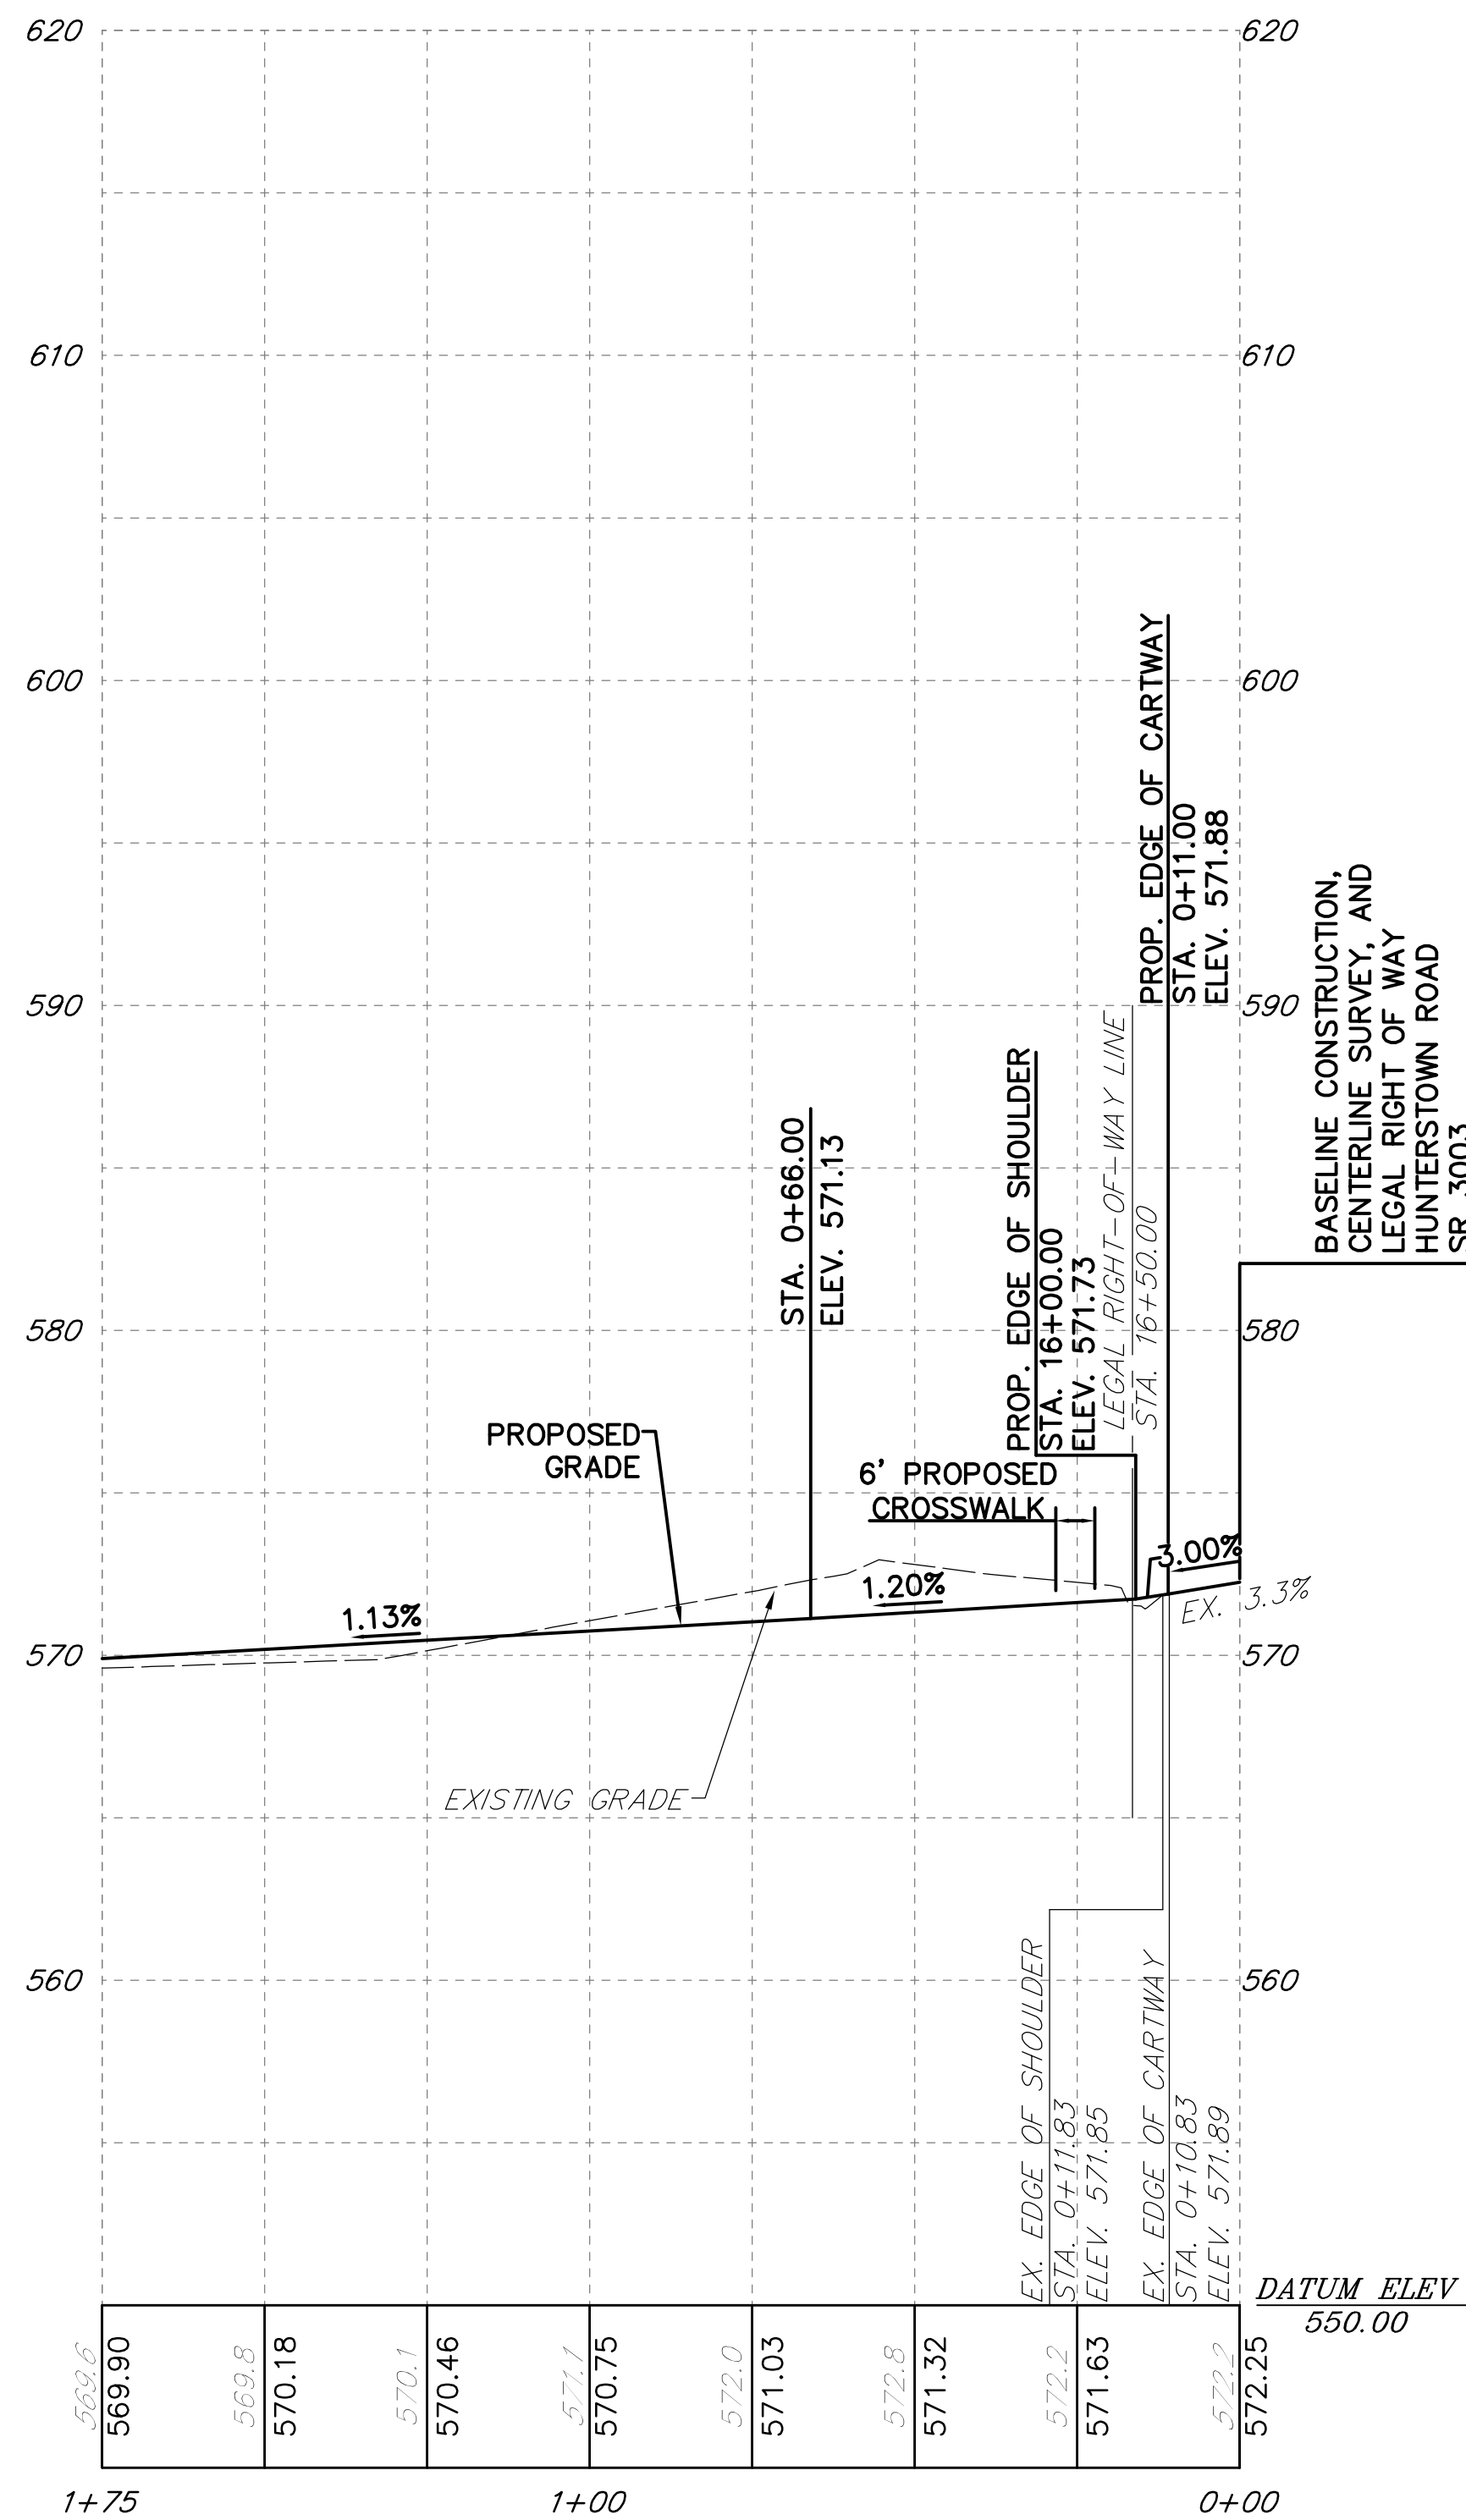 620
620
610
610
600
600
590
590
580
580
570
570
560
560
PROP. EDGE OF CARTWAY
STA. 0+11.00
ELEV. 571.88
BASELINE CONSTRUCTION,
CENTERLINE SURVEY, AND
LEGAL RIGHT OF WAY
HUNTERSTOWN ROAD
SR 3003
LEGAL RIGHT-OF-WAY LINE
STA. 16+50.00
PROP. EDGE OF SHOULDER
STA. 16+00.00
ELEV. 571.73
STA. 0+66.00
ELEV. 571.13
PROPOSED
GRADE
6' PROPOSED
CROSSWALK
3.00%
EX. 3.3%
1.20%
1.13%
EXISTING GRADE
EX. EDGE OF SHOULDER
STA. 0+11.83
ELEV. 571.85
EX. EDGE OF CARTWAY
STA. 0+10.83
ELEV. 571.89
DATUM ELEV
550.00
569.6
569.90
569.8
570.18
570.1
570.46
571.1
570.75
572.0
571.03
572.8
571.32
572.2
571.63
572.2
572.25
1+75
1+00
0+00